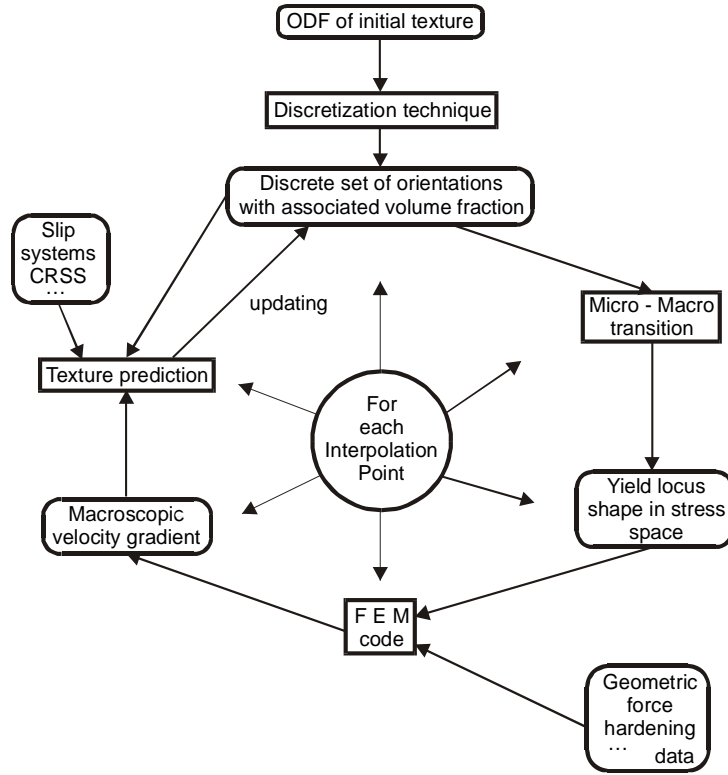 ODF of initial texture
Discretization technique
Discrete set of orientations
with associated volume fraction
Slip
systems
CRSS
...
updating
Micro - Macro
transition
Texture prediction
For
each
Interpolation
Point
Macroscopic
velocity gradient
Yield locus
shape in stress
space
F E M
code
Geometric
force
hardening
... data